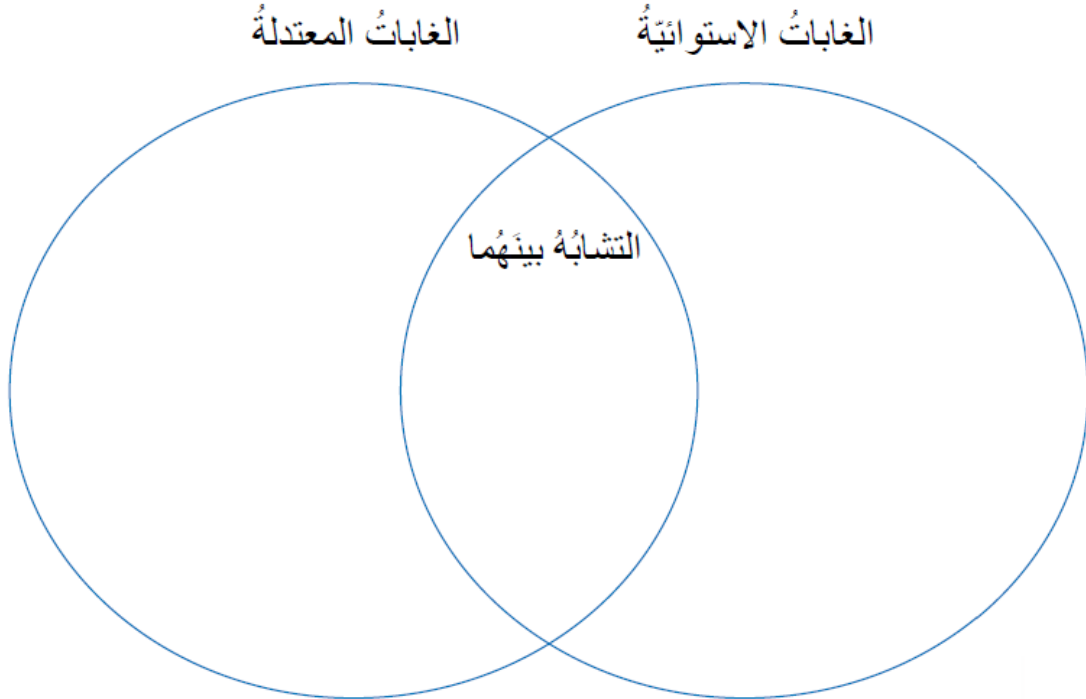 الغاباتُ الاستوائيّةُ
الغاباتُ المعتدلةُ
التشابُهُ بينَهُما